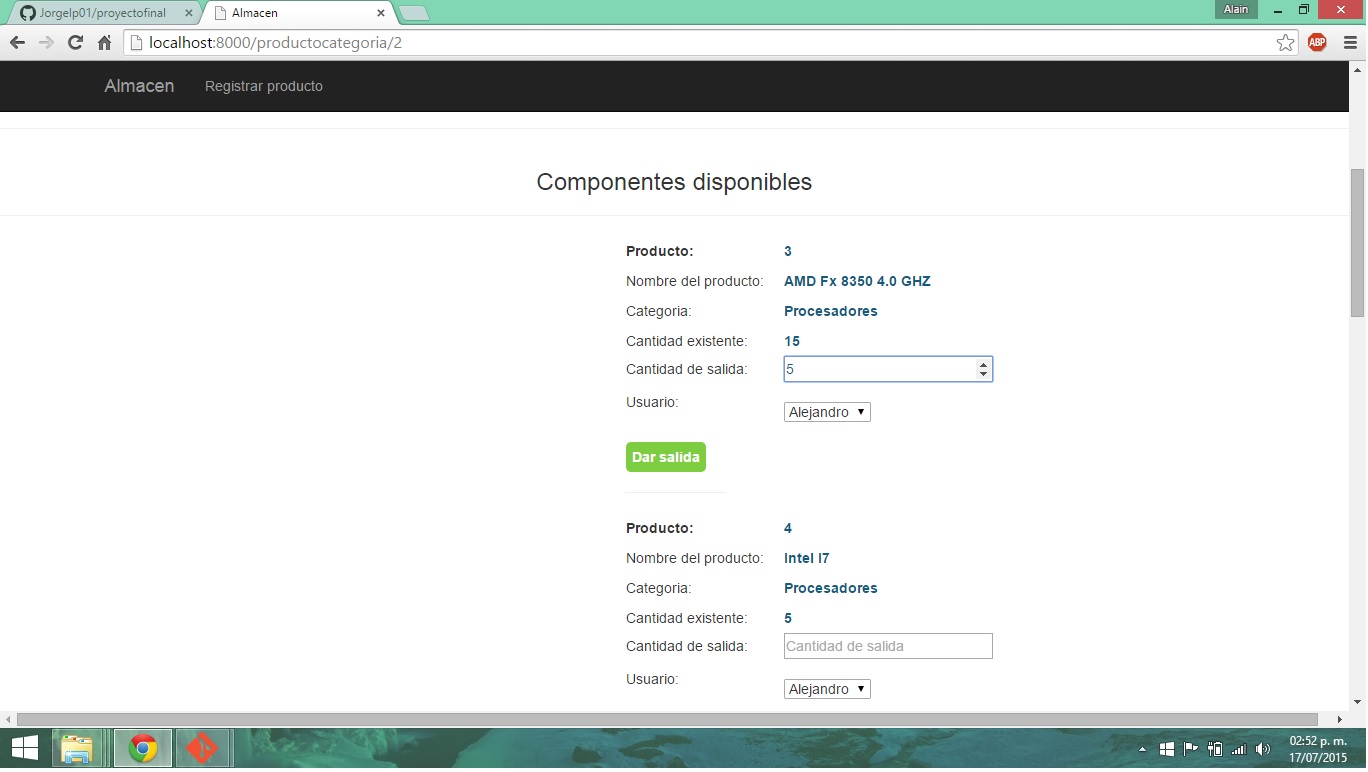 Jorgelp01/proyectofinal
Almacen
Alain
localhost:8000/productocategoria/2
ABP
Almacen Registrar producto
Componentes disponibles
Producto: 3
Nombre del producto: AMD Fx 8350 4.0 GHZ
Categoria: Procesadores
Cantidad existente: 15
Cantidad de salida: 5
Usuario: Alejandro
Dar salida
Producto: 4
Nombre del producto: Intel I7
Categoria: Procesadores
Cantidad existente: 5
Cantidad de salida: Cantidad de salida
Usuario: Alejandro
02:52 p. m.
17/07/2015